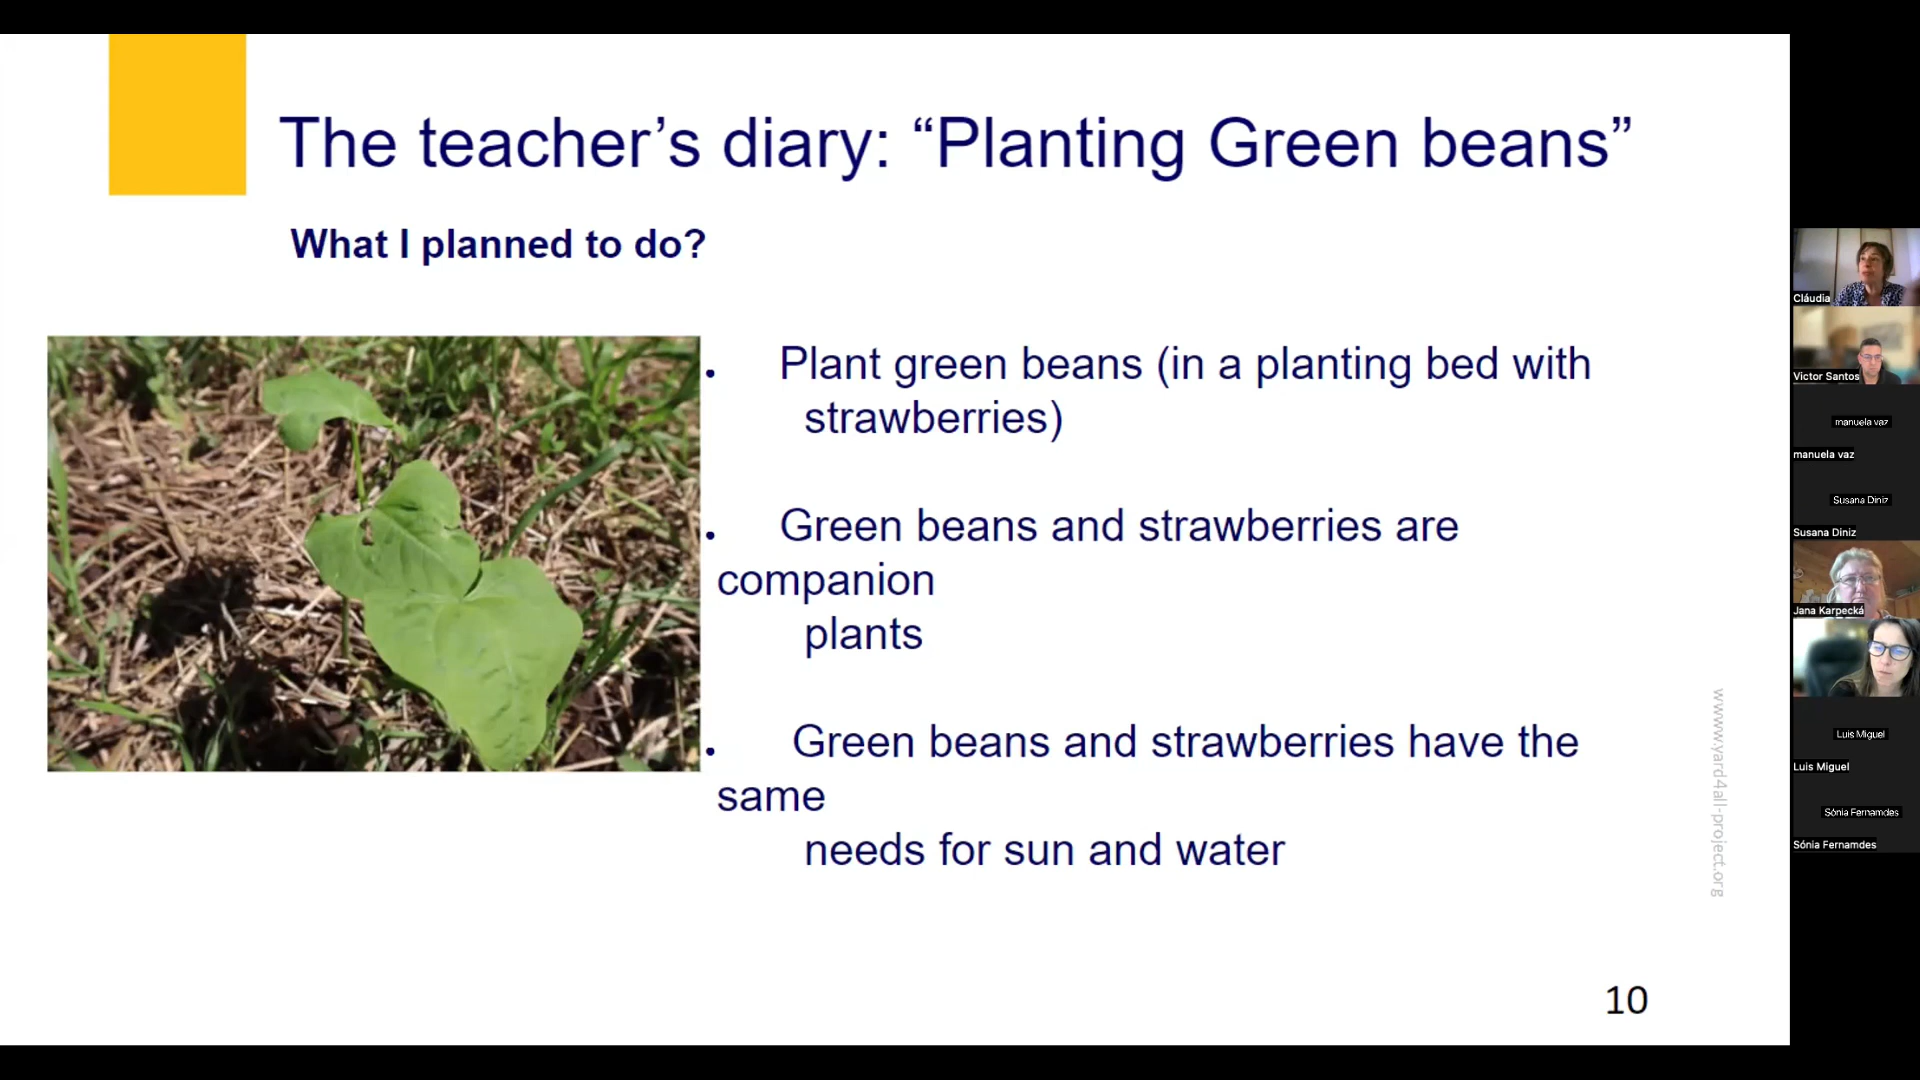 The teacher’s diary: “Planting Green beans”
What I planned to do?
• Plant green beans (in a planting bed with
strawberries)
• Green beans and strawberries are
companion
plants
• Green beans and strawberries have the
same
needs for sun and water
www.yard4all-project.org
10
Cláudia
Victor Santos
manuela vaz
manuela vaz
Susana Diniz
Susana Diniz
Jana Karpecká
Luis Miguel
Luis Miguel
Sónia Fernamdes
Sónia Fernamdes